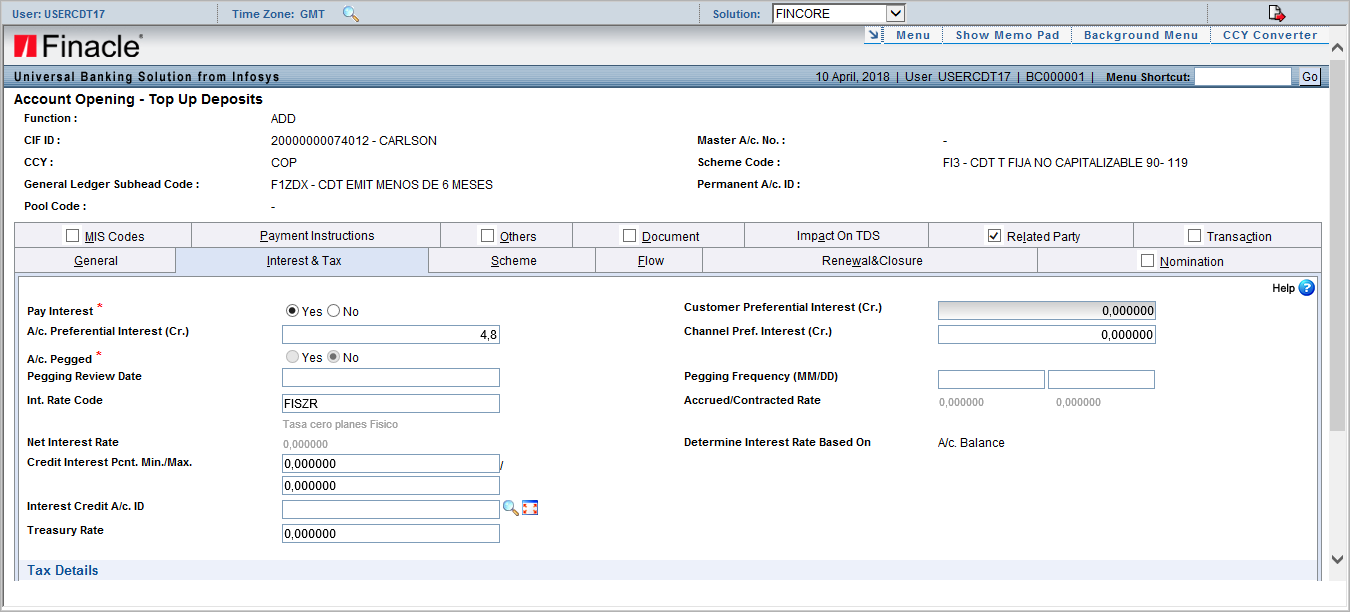 User: USERCDT17 Time Zone: GMT Solution: FINCORE
Menu Show Memo Pad Background Menu CCY Converter
Finacle
Universal Banking Solution from Infosys 10 April, 2018 | User USERCDT17 | BC000001 | Menu Shortcut: Go
Account Opening - Top Up Deposits
Function : ADD
CIF ID : 20000000074012 - CARLSON Master A/c. No. : -
CCY : COP Scheme Code : FI3 - CDT T FIJA NO CAPITALIZABLE 90- 119
General Ledger Subhead Code : F1ZDX - CDT EMIT MENOS DE 6 MESES Permanent A/c. ID :
Pool Code : -
MIS Codes Payment Instructions Others Document Impact On TDS Related Party Transaction
General Interest & Tax Scheme Flow Renewal&Closure Nomination
Help ?
Pay Interest * Yes No Customer Preferential Interest (Cr.) 0,000000
A/c. Preferential Interest (Cr.) 4,8 Channel Pref. Interest (Cr.) 0,000000
A/c. Pegged * Yes No
Pegging Review Date Pegging Frequency (MM/DD)
Int. Rate Code FISZR Accrued/Contracted Rate 0,000000 0,000000
Tasa cero planes Fisico
Net Interest Rate 0,000000 Determine Interest Rate Based On A/c. Balance
Credit Interest Pcnt. Min./Max. 0,000000 /
0,000000
Interest Credit A/c. ID
Treasury Rate 0,000000
Tax Details